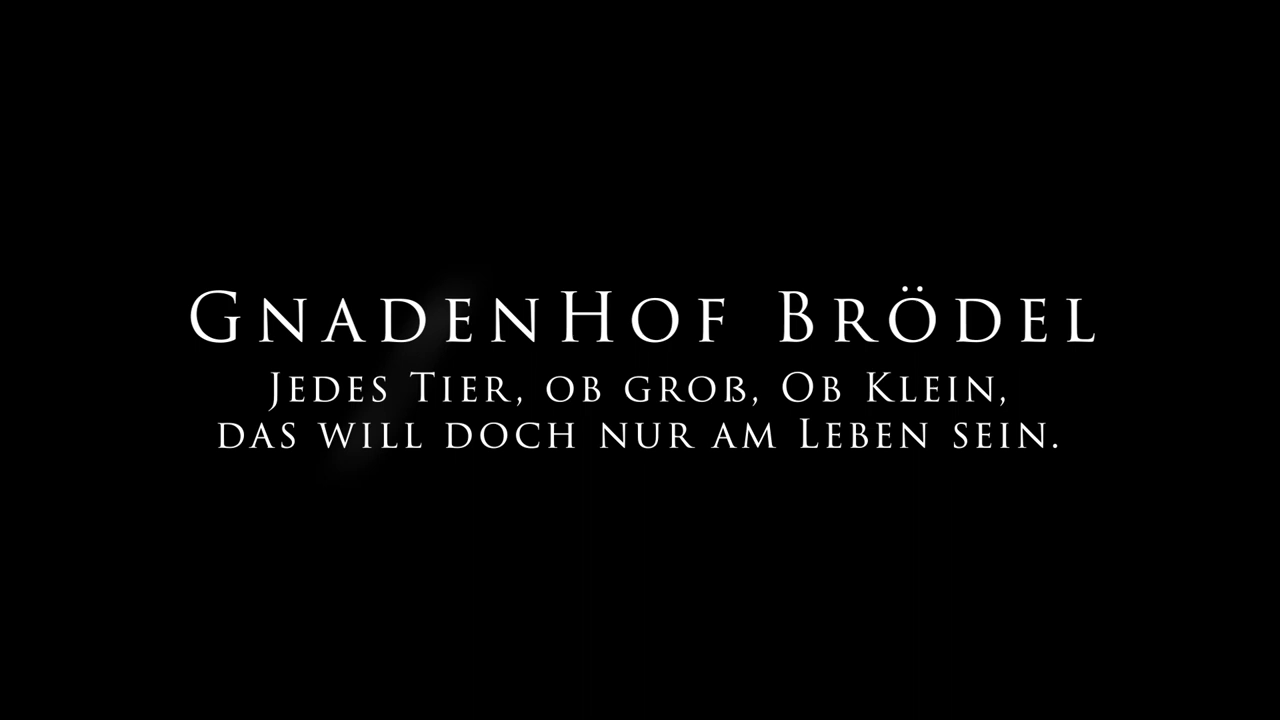 GnadenHof Brödel
Jedes Tier, ob groß, Ob Klein,
das will doch nur am Leben sein.